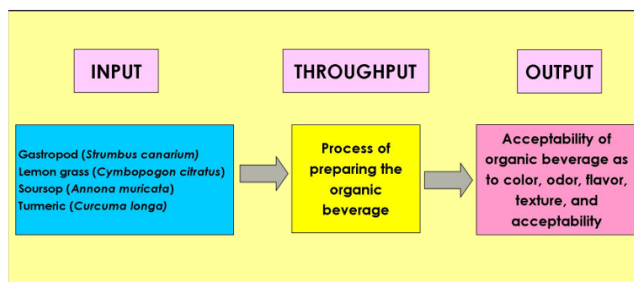 INPUT
THROUGHPUT
OUTPUT
Gastropod (Strumbus canarium)
Lemon grass (Cymbopogon citratus)
Soursop (Annona muricata)
Turmeric (Curcuma longa)
Process of
preparing the
organic
beverage
Acceptability of
organic beverage as
to color, odor, flavor,
texture, and
acceptability